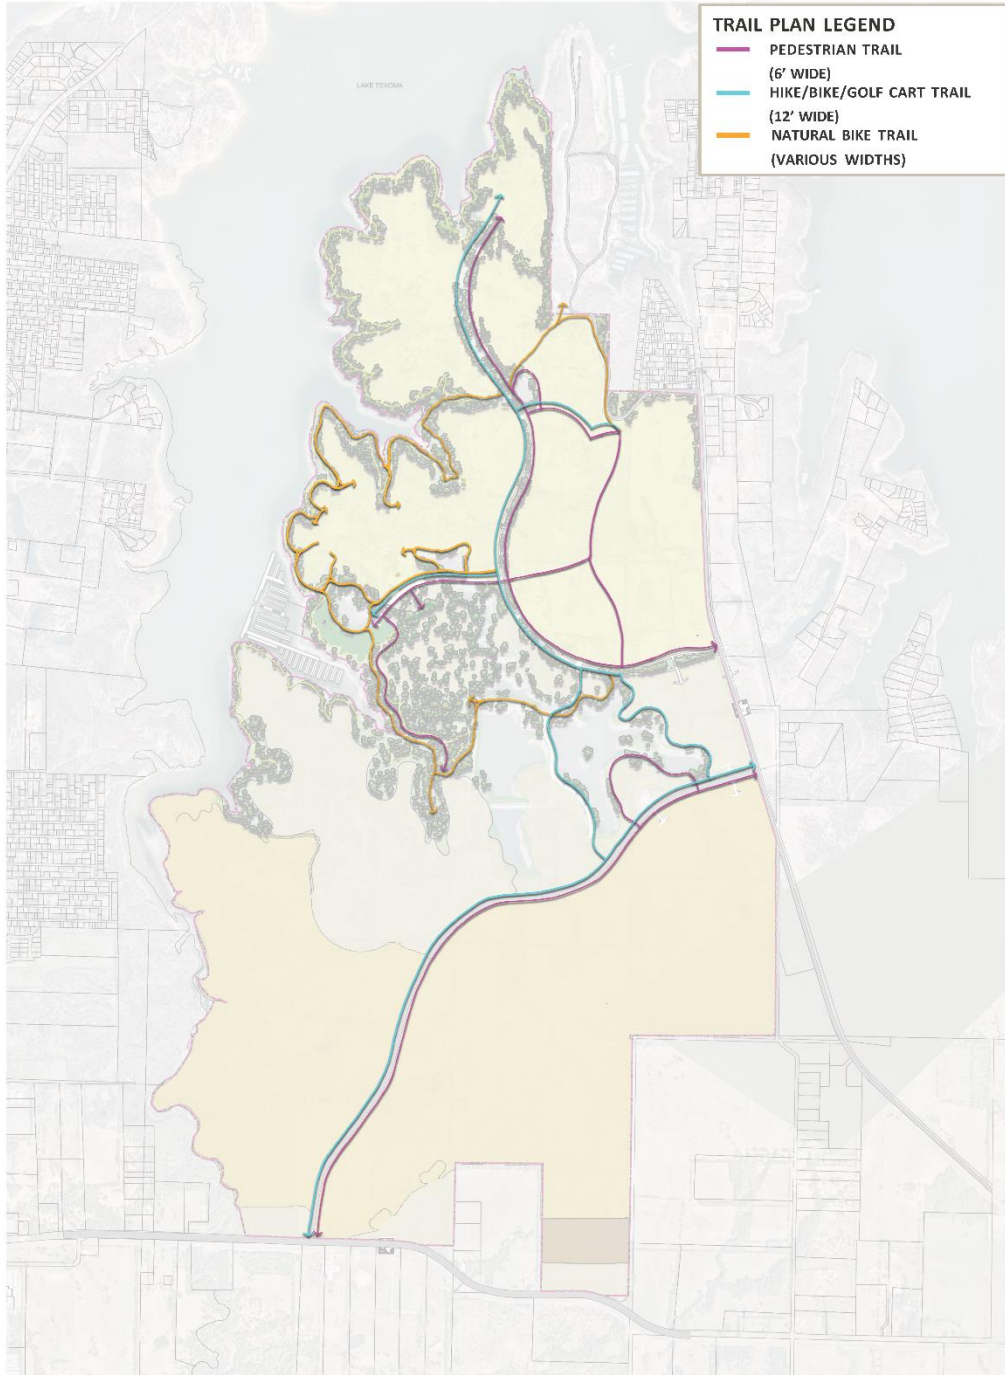 LAKE TEXOMA
TRAIL PLAN LEGEND
PEDESTRIAN TRAIL
(6' WIDE)
HIKE/BIKE/GOLF CART TRAIL
(12' WIDE)
NATURAL BIKE TRAIL
(VARIOUS WIDTHS)